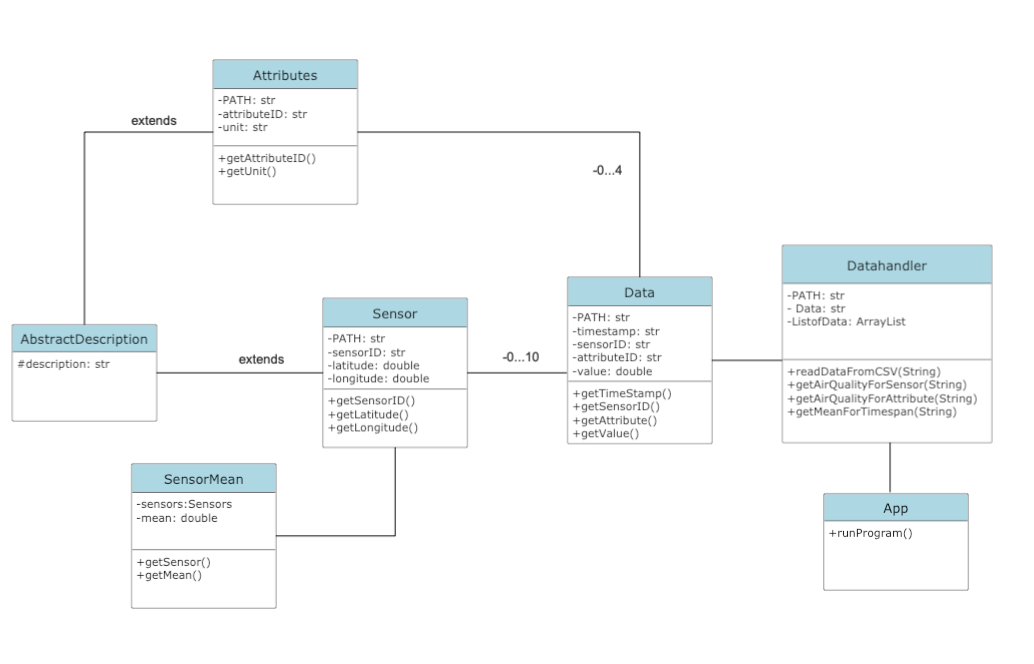 Attributes
-PATH: str
-attributeID: str
-unit: str
+getAttributeID()
+getUnit()
extends
-0...4
Datahandler
-PATH: str
- Data: str
-ListofData: ArrayList
+readDataFromCSV(String)
+getAirQualityForSensor(String)
+getAirQualityForAttribute(String)
+getMeanForTimespan(String)
Data
-PATH: str
-timestamp: str
-sensorID: str
-attributeID: str
-value: double
+getTimeStamp()
+getSensorID()
+getAttribute()
+getValue()
Sensor
-PATH: str
-sensorID: str
-latitude: double
-longitude: double
+getSensorID()
+getLatitude()
+getLongitude()
-0...10
extends
AbstractDescription
#description: str
SensorMean
-sensors:Sensors
-mean: double
+getSensor()
+getMean()
App
+runProgram()